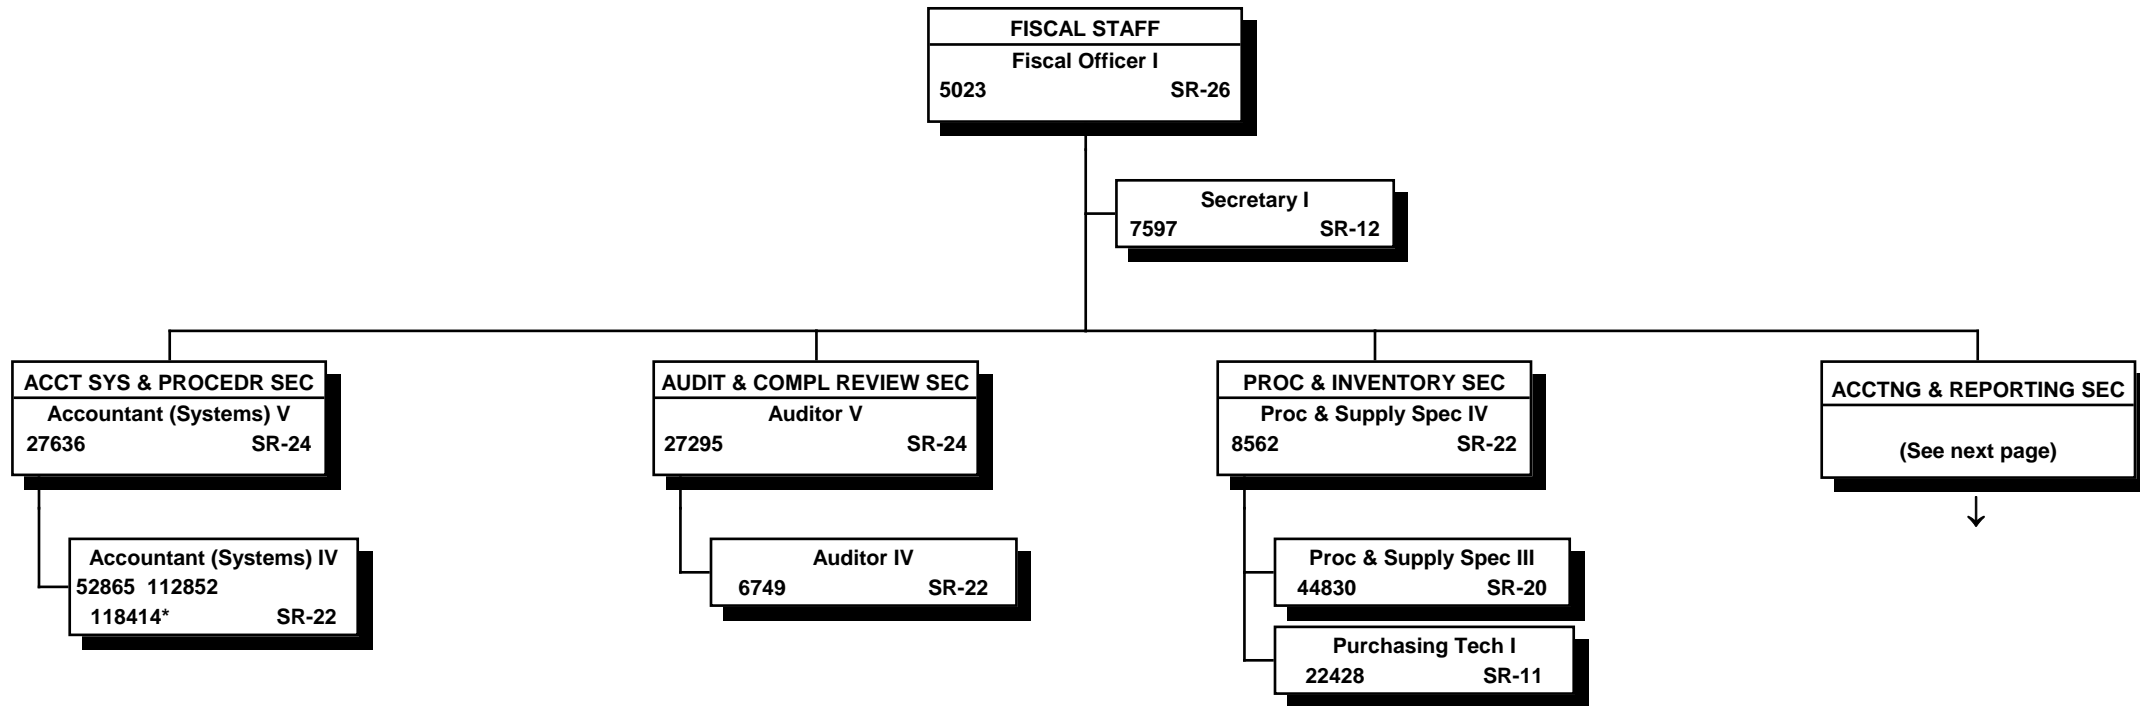 FISCAL STAFF
Fiscal Officer I
5023 SR-26
Secretary I
7597 SR-12
ACCT SYS & PROCEDR SEC
Accountant (Systems) V
27636 SR-24
Accountant (Systems) IV
52865 112852
118414* SR-22
AUDIT & COMPL REVIEW SEC
Auditor V
27295 SR-24
Auditor IV
6749 SR-22
PROC & INVENTORY SEC
Proc & Supply Spec IV
8562 SR-22
Proc & Supply Spec III
44830 SR-20
Purchasing Tech I
22428 SR-11
ACCTNG & REPORTING SEC
(See next page)